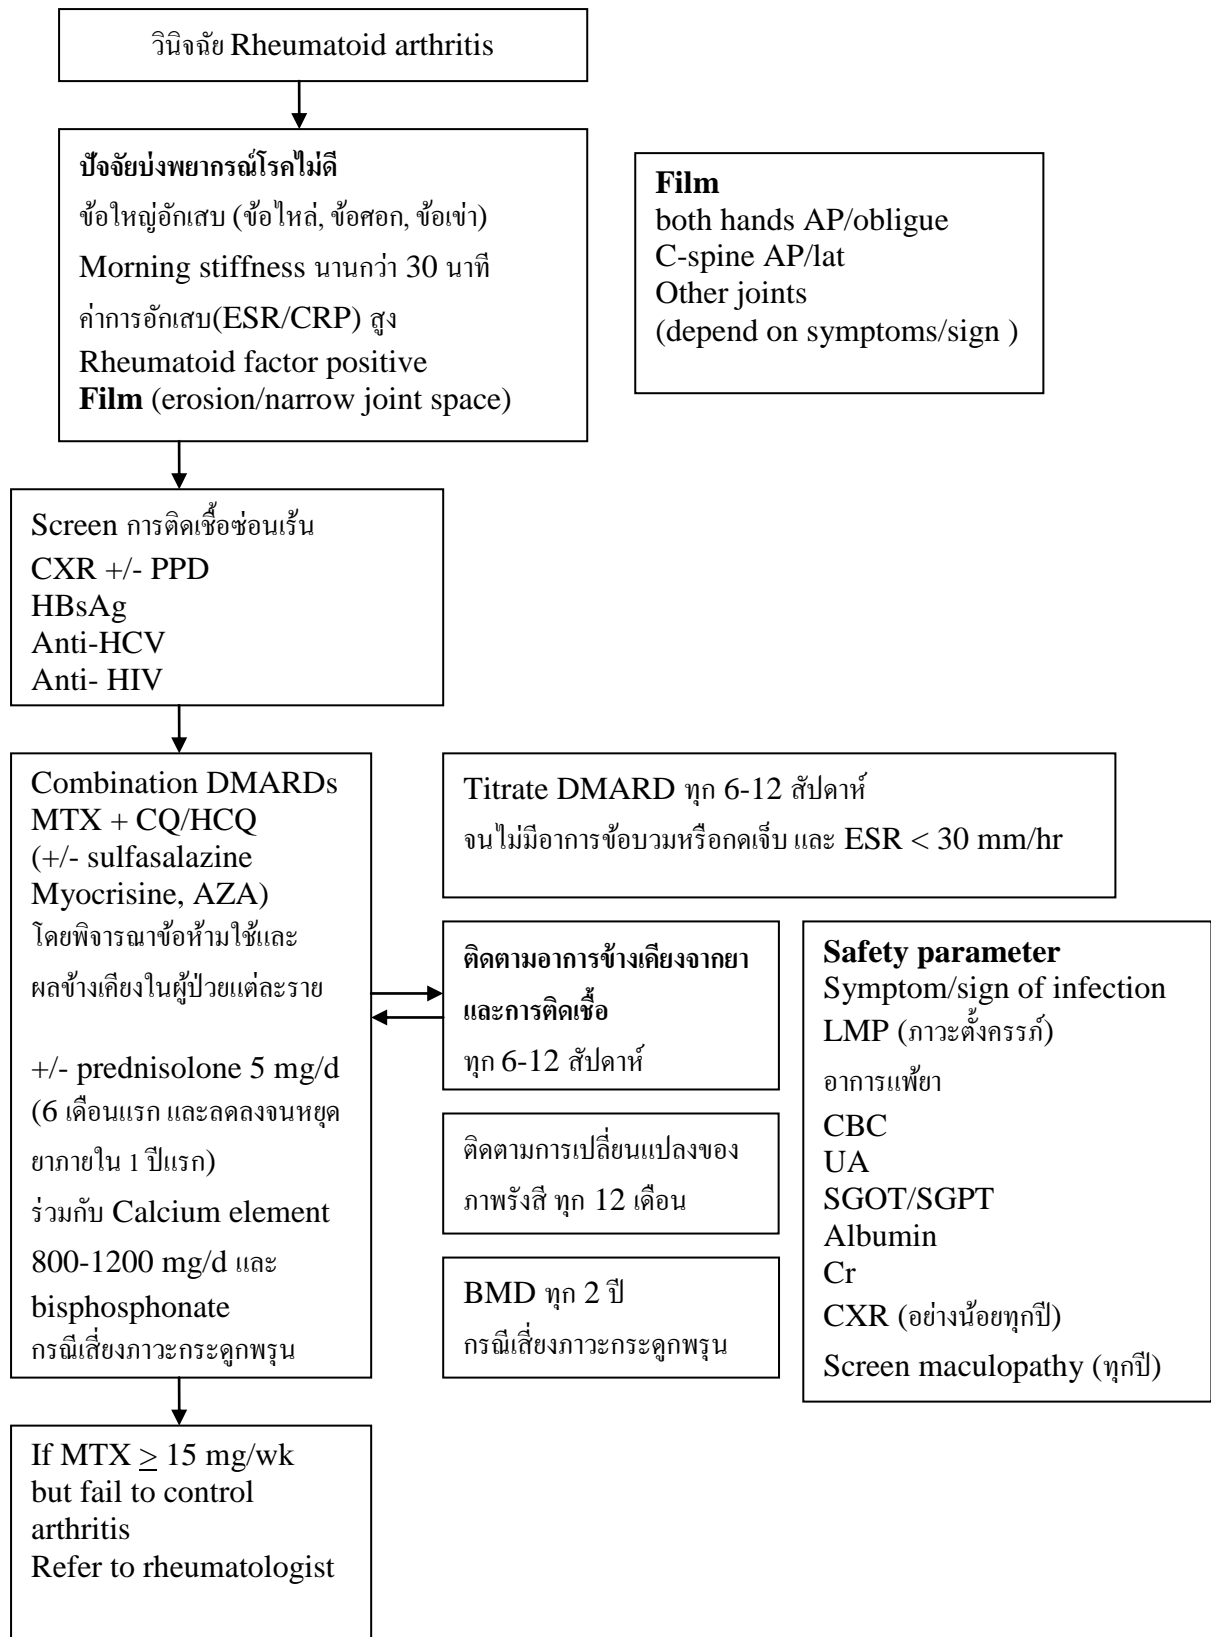 วินิจฉัย Rheumatoid arthritis
ปัจจัยบ่งพยากรณ์โรคไม่ดี
ข้อใหญ่อักเสบ (ข้อไหล่, ข้อศอก, ข้อเข่า)
Morning stiffness นานกว่า 30 นาที
ค่าการอักเสบ(ESR/CRP) สูง
Rheumatoid factor positive
Film (erosion/narrow joint space)
Film
both hands AP/obligue
C-spine AP/lat
Other joints
(depend on symptoms/sign )
Screen การติดเชื้อซ่อนเร้น
CXR +/- PPD
HBsAg
Anti-HCV
Anti- HIV
Combination DMARDs
MTX + CQ/HCQ
(+/- sulfasalazine
Myocrisine, AZA)
โดยพิจารณาข้อห้ามใช้และ
ผลข้างเคียงในผู้ป่วยแต่ละราย
+/- prednisolone 5 mg/d
(6 เดือนแรก และลดลงจนหยุด
ยาภายใน 1 ปีแรก)
ร่วมกับ Calcium element
800-1200 mg/d และ
bisphosphonate
กรณีเสี่ยงภาวะกระดูกพรุน
Titrate DMARD ทุก 6-12 สัปดาห์
จนไม่มีอาการข้อบวมหรือกดเจ็บ และ ESR < 30 mm/hr
ติดตามอาการข้างเคียงจากยา
และการติดเชื้อ
ทุก 6-12 สัปดาห์
ติดตามการเปลี่ยนแปลงของ
ภาพรังสี ทุก 12 เดือน
BMD ทุก 2 ปี
กรณีเสี่ยงภาวะกระดูกพรุน
Safety parameter
Symptom/sign of infection
LMP (ภาวะตั้งครรภ์)
อาการแพ้ยา
CBC
UA
SGOT/SGPT
Albumin
Cr
CXR (อย่างน้อยทุกปี)
Screen maculopathy (ทุกปี)
If MTX ≥ 15 mg/wk
but fail to control
arthritis
Refer to rheumatologist